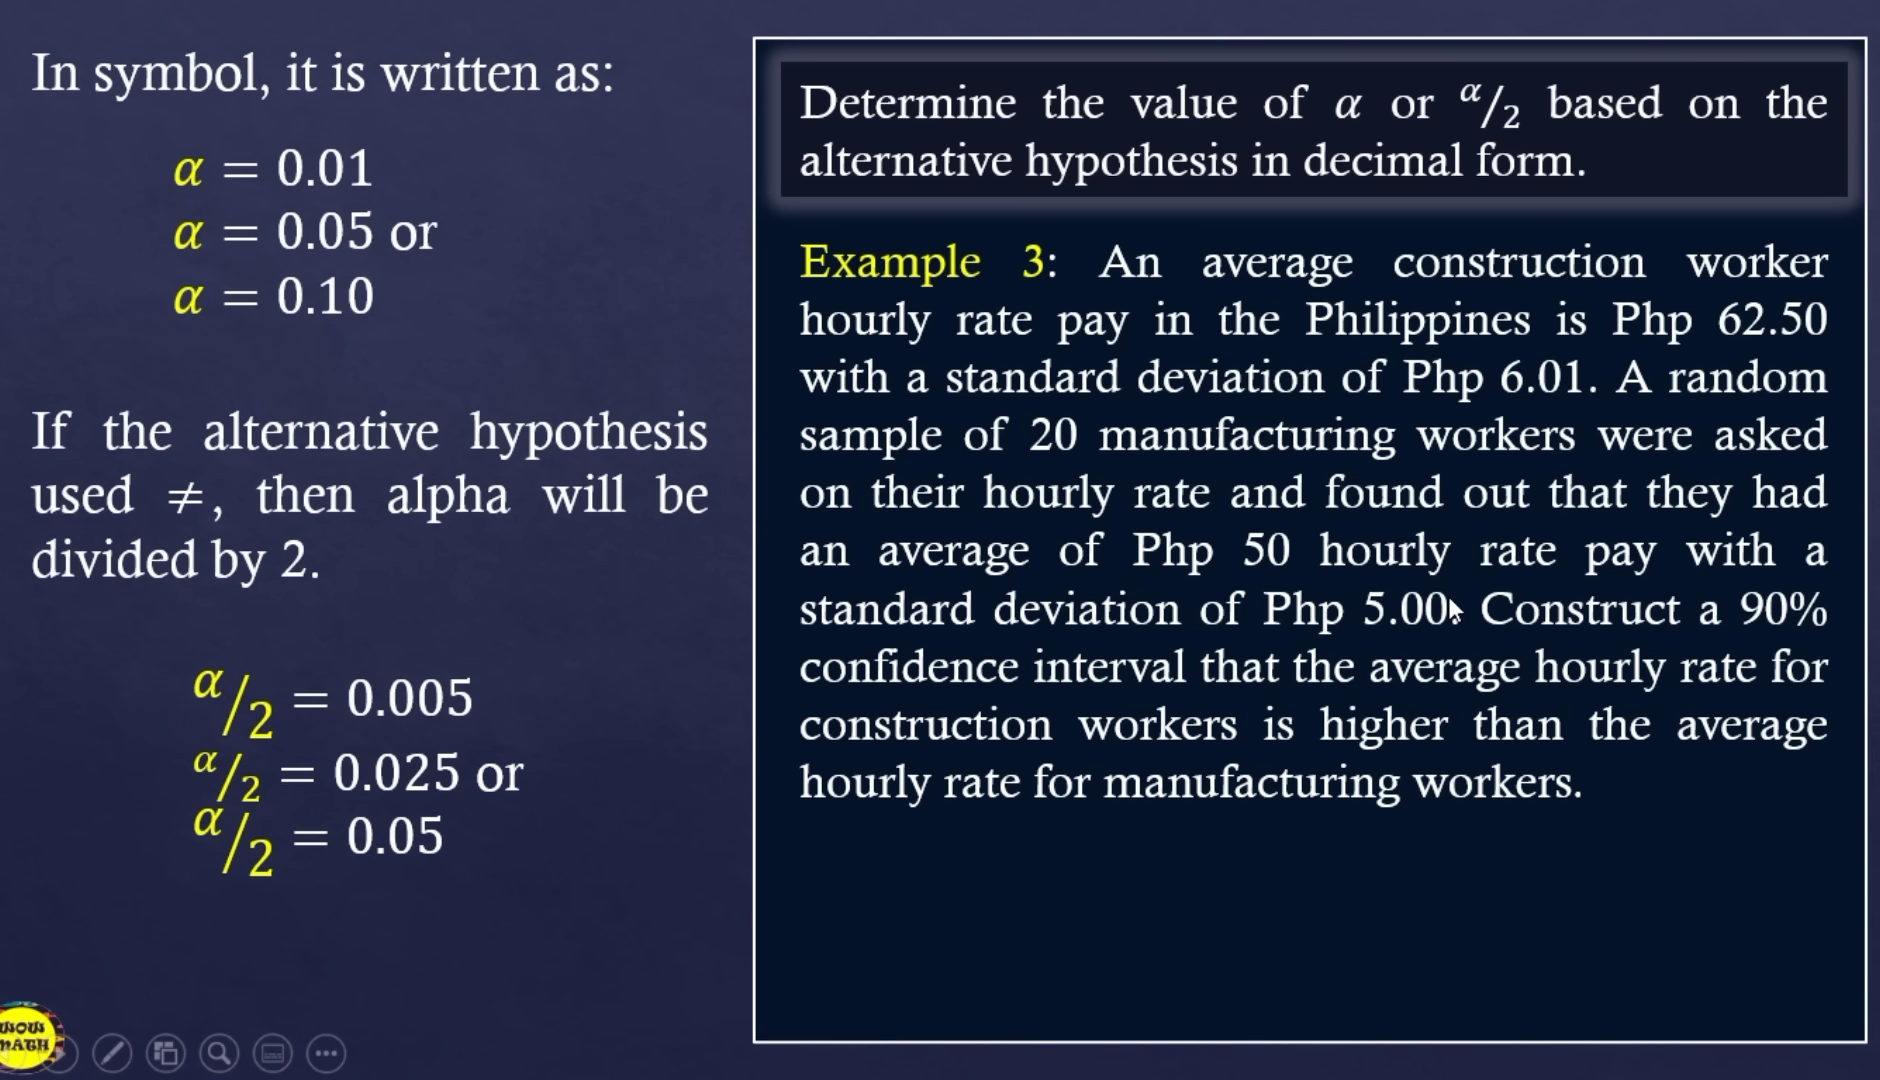 In symbol, it is written as:
α = 0.01
α = 0.05 or
α = 0.10
If the alternative hypothesis
used ≠, then alpha will be
divided by 2.
α/2 = 0.005
α/2 = 0.025 or
α/2 = 0.05
Determine the value of α or α/2 based on the
alternative hypothesis in decimal form.
Example 3: An average construction worker
hourly rate pay in the Philippines is Php 62.50
with a standard deviation of Php 6.01. A random
sample of 20 manufacturing workers were asked
on their hourly rate and found out that they had
an average of Php 50 hourly rate pay with a
standard deviation of Php 5.00. Construct a 90%
confidence interval that the average hourly rate for
construction workers is higher than the average
hourly rate for manufacturing workers.
WOW
MATH